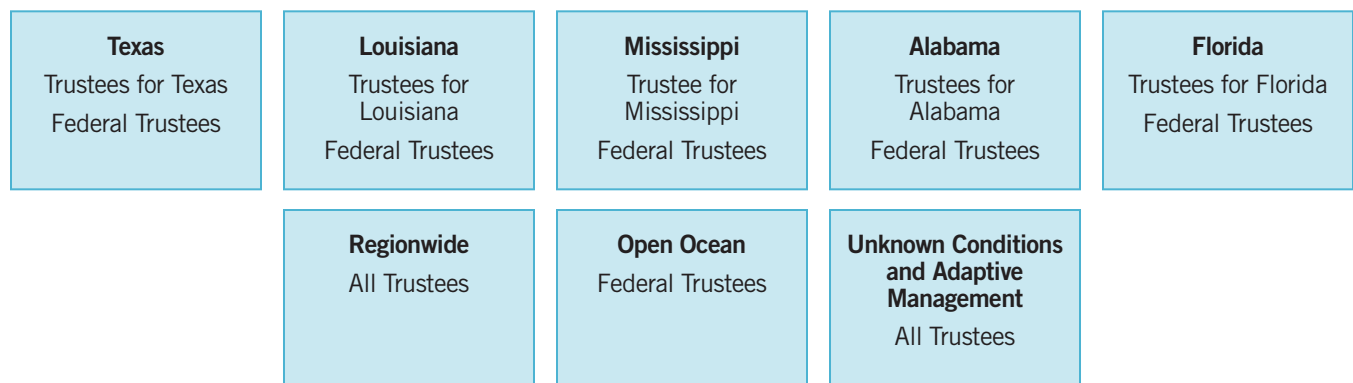 Texas
Trustees for Texas
Federal Trustees
Louisiana
Trustees for
Louisiana
Federal Trustees
Mississippi
Trustee for
Mississippi
Federal Trustees
Alabama
Trustees for
Alabama
Federal Trustees
Florida
Trustees for Florida
Federal Trustees
Regionwide
All Trustees
Open Ocean
Federal Trustees
Unknown Conditions
and Adaptive
Management
All Trustees